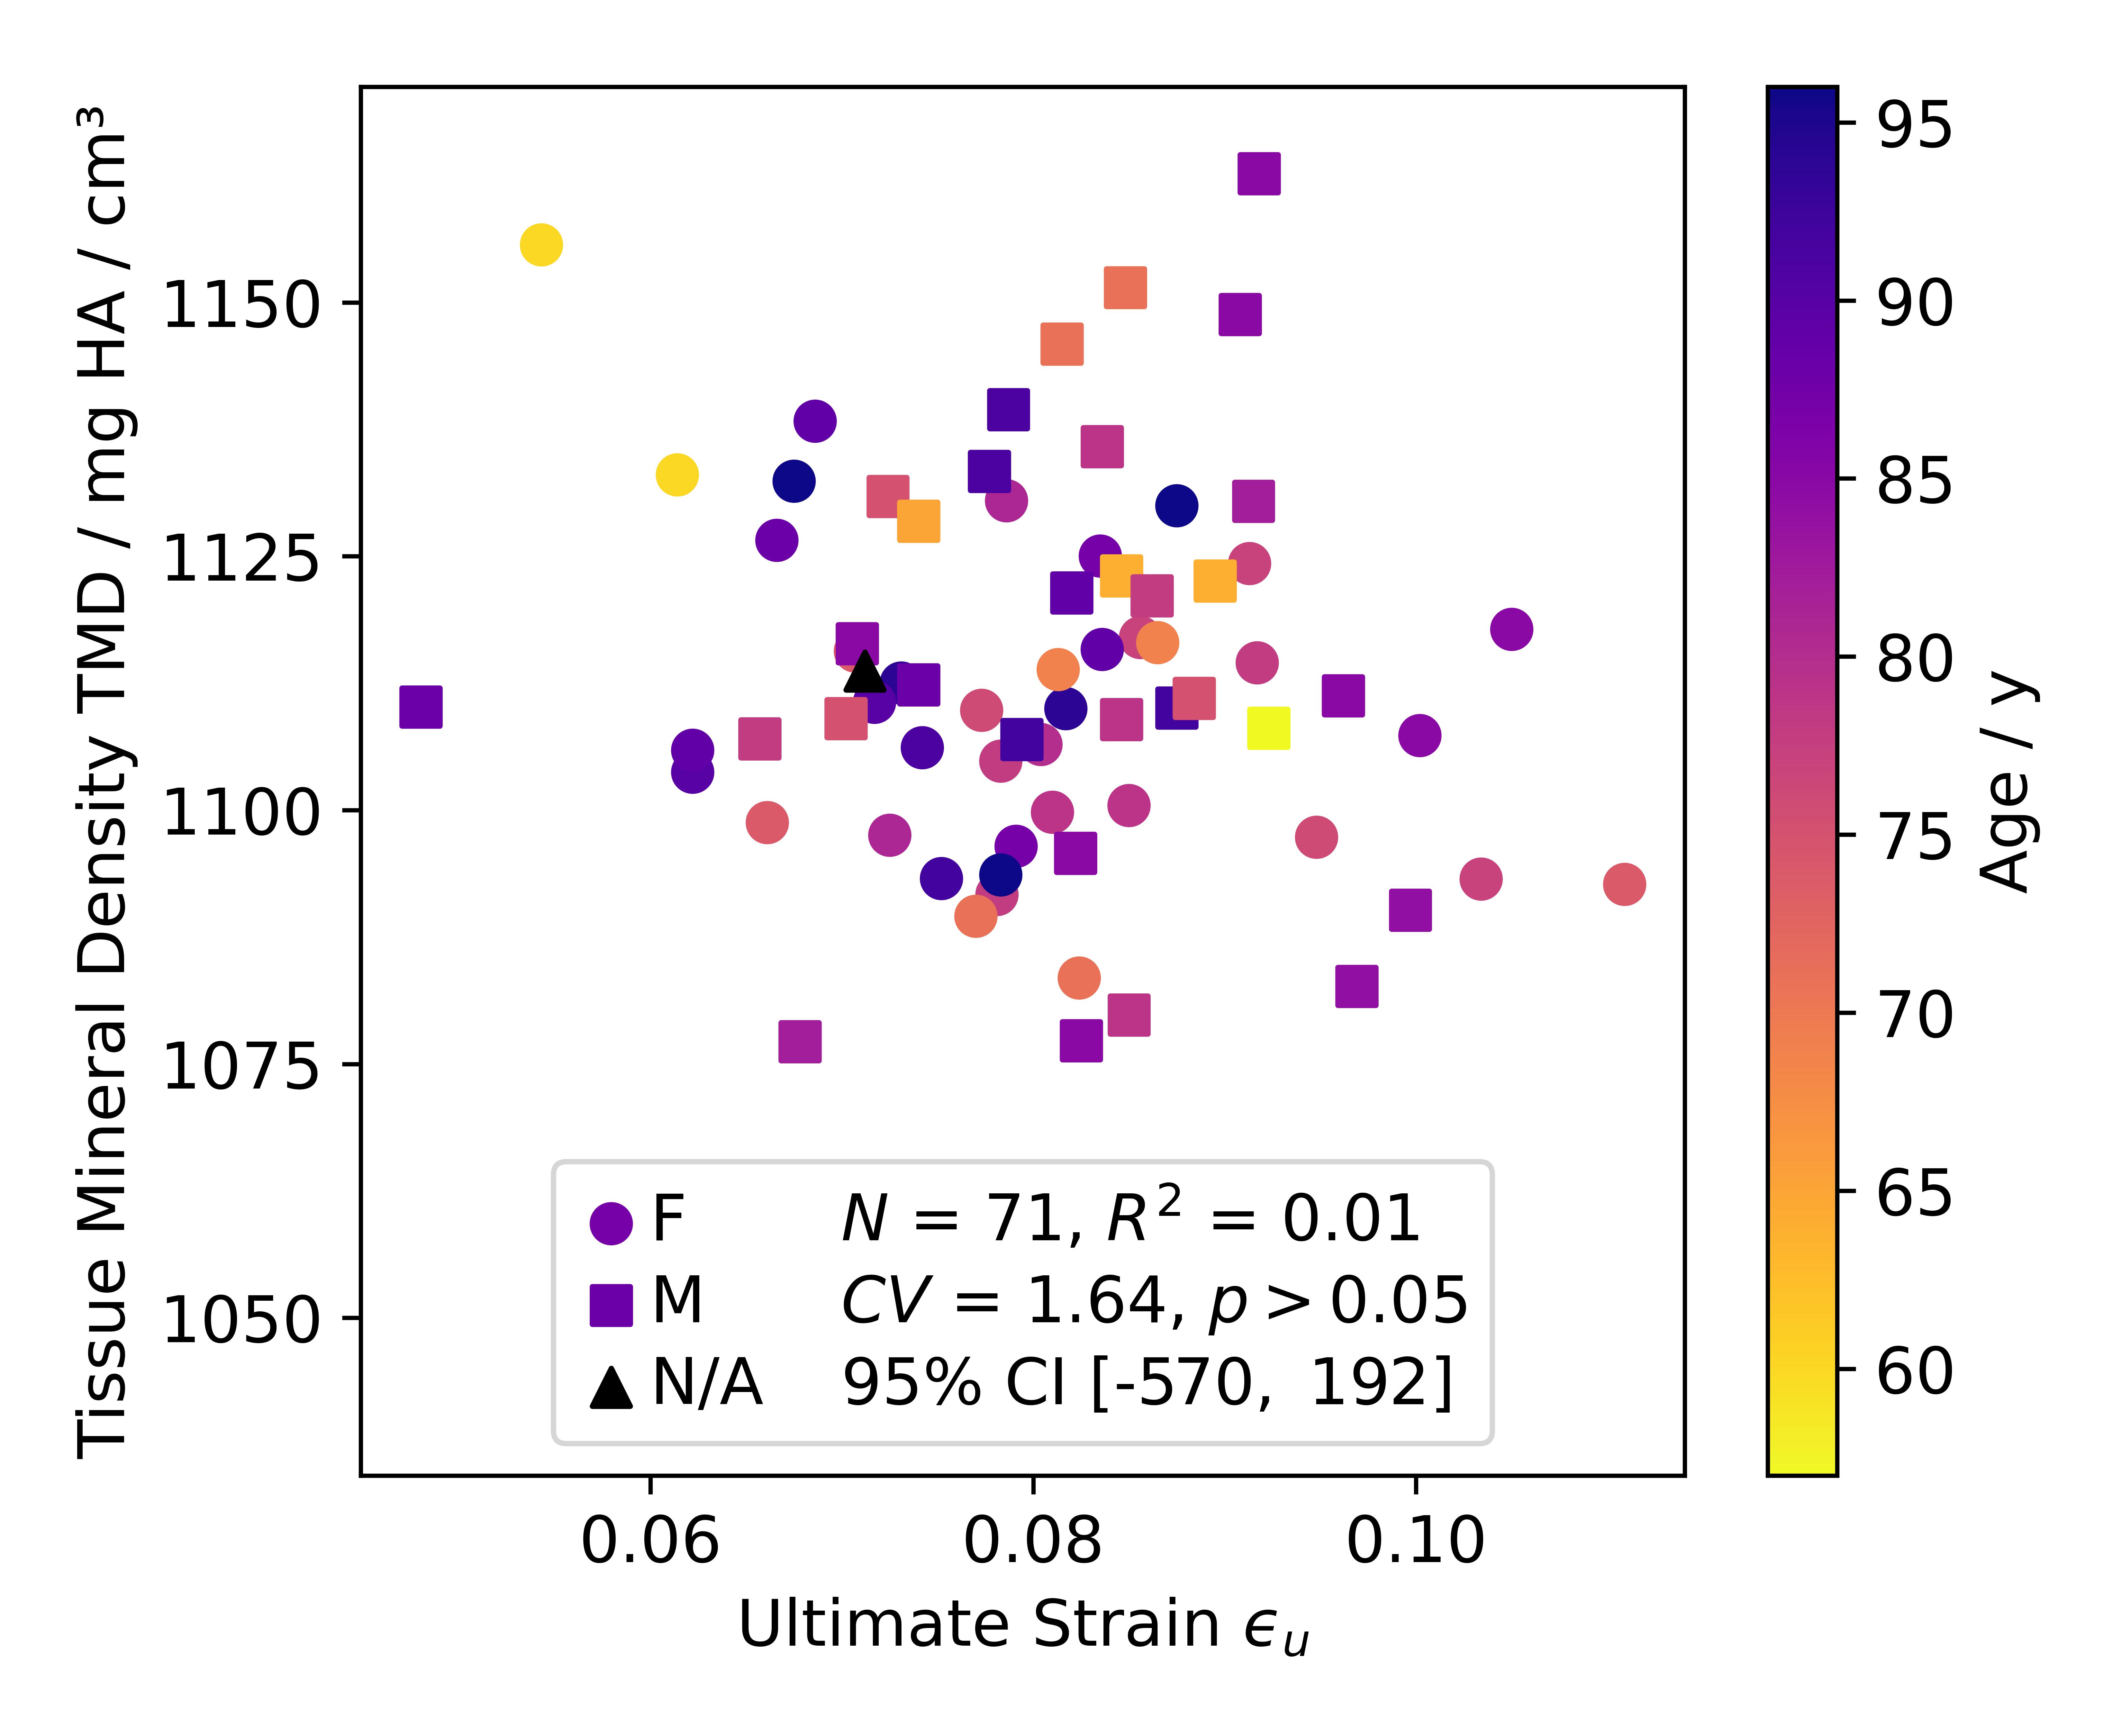 Tissue Mineral Density TMD / mg HA / cm³
1150
1125
1100
1075
1050
F N = 71, R² = 0.01
M CV = 1.64, p > 0.05
N/A 95% CI [-570, 192]
0.06 0.08 0.10
Ultimate Strain ϵᵤ
95
90
85
80
75
70
65
60
Age / y